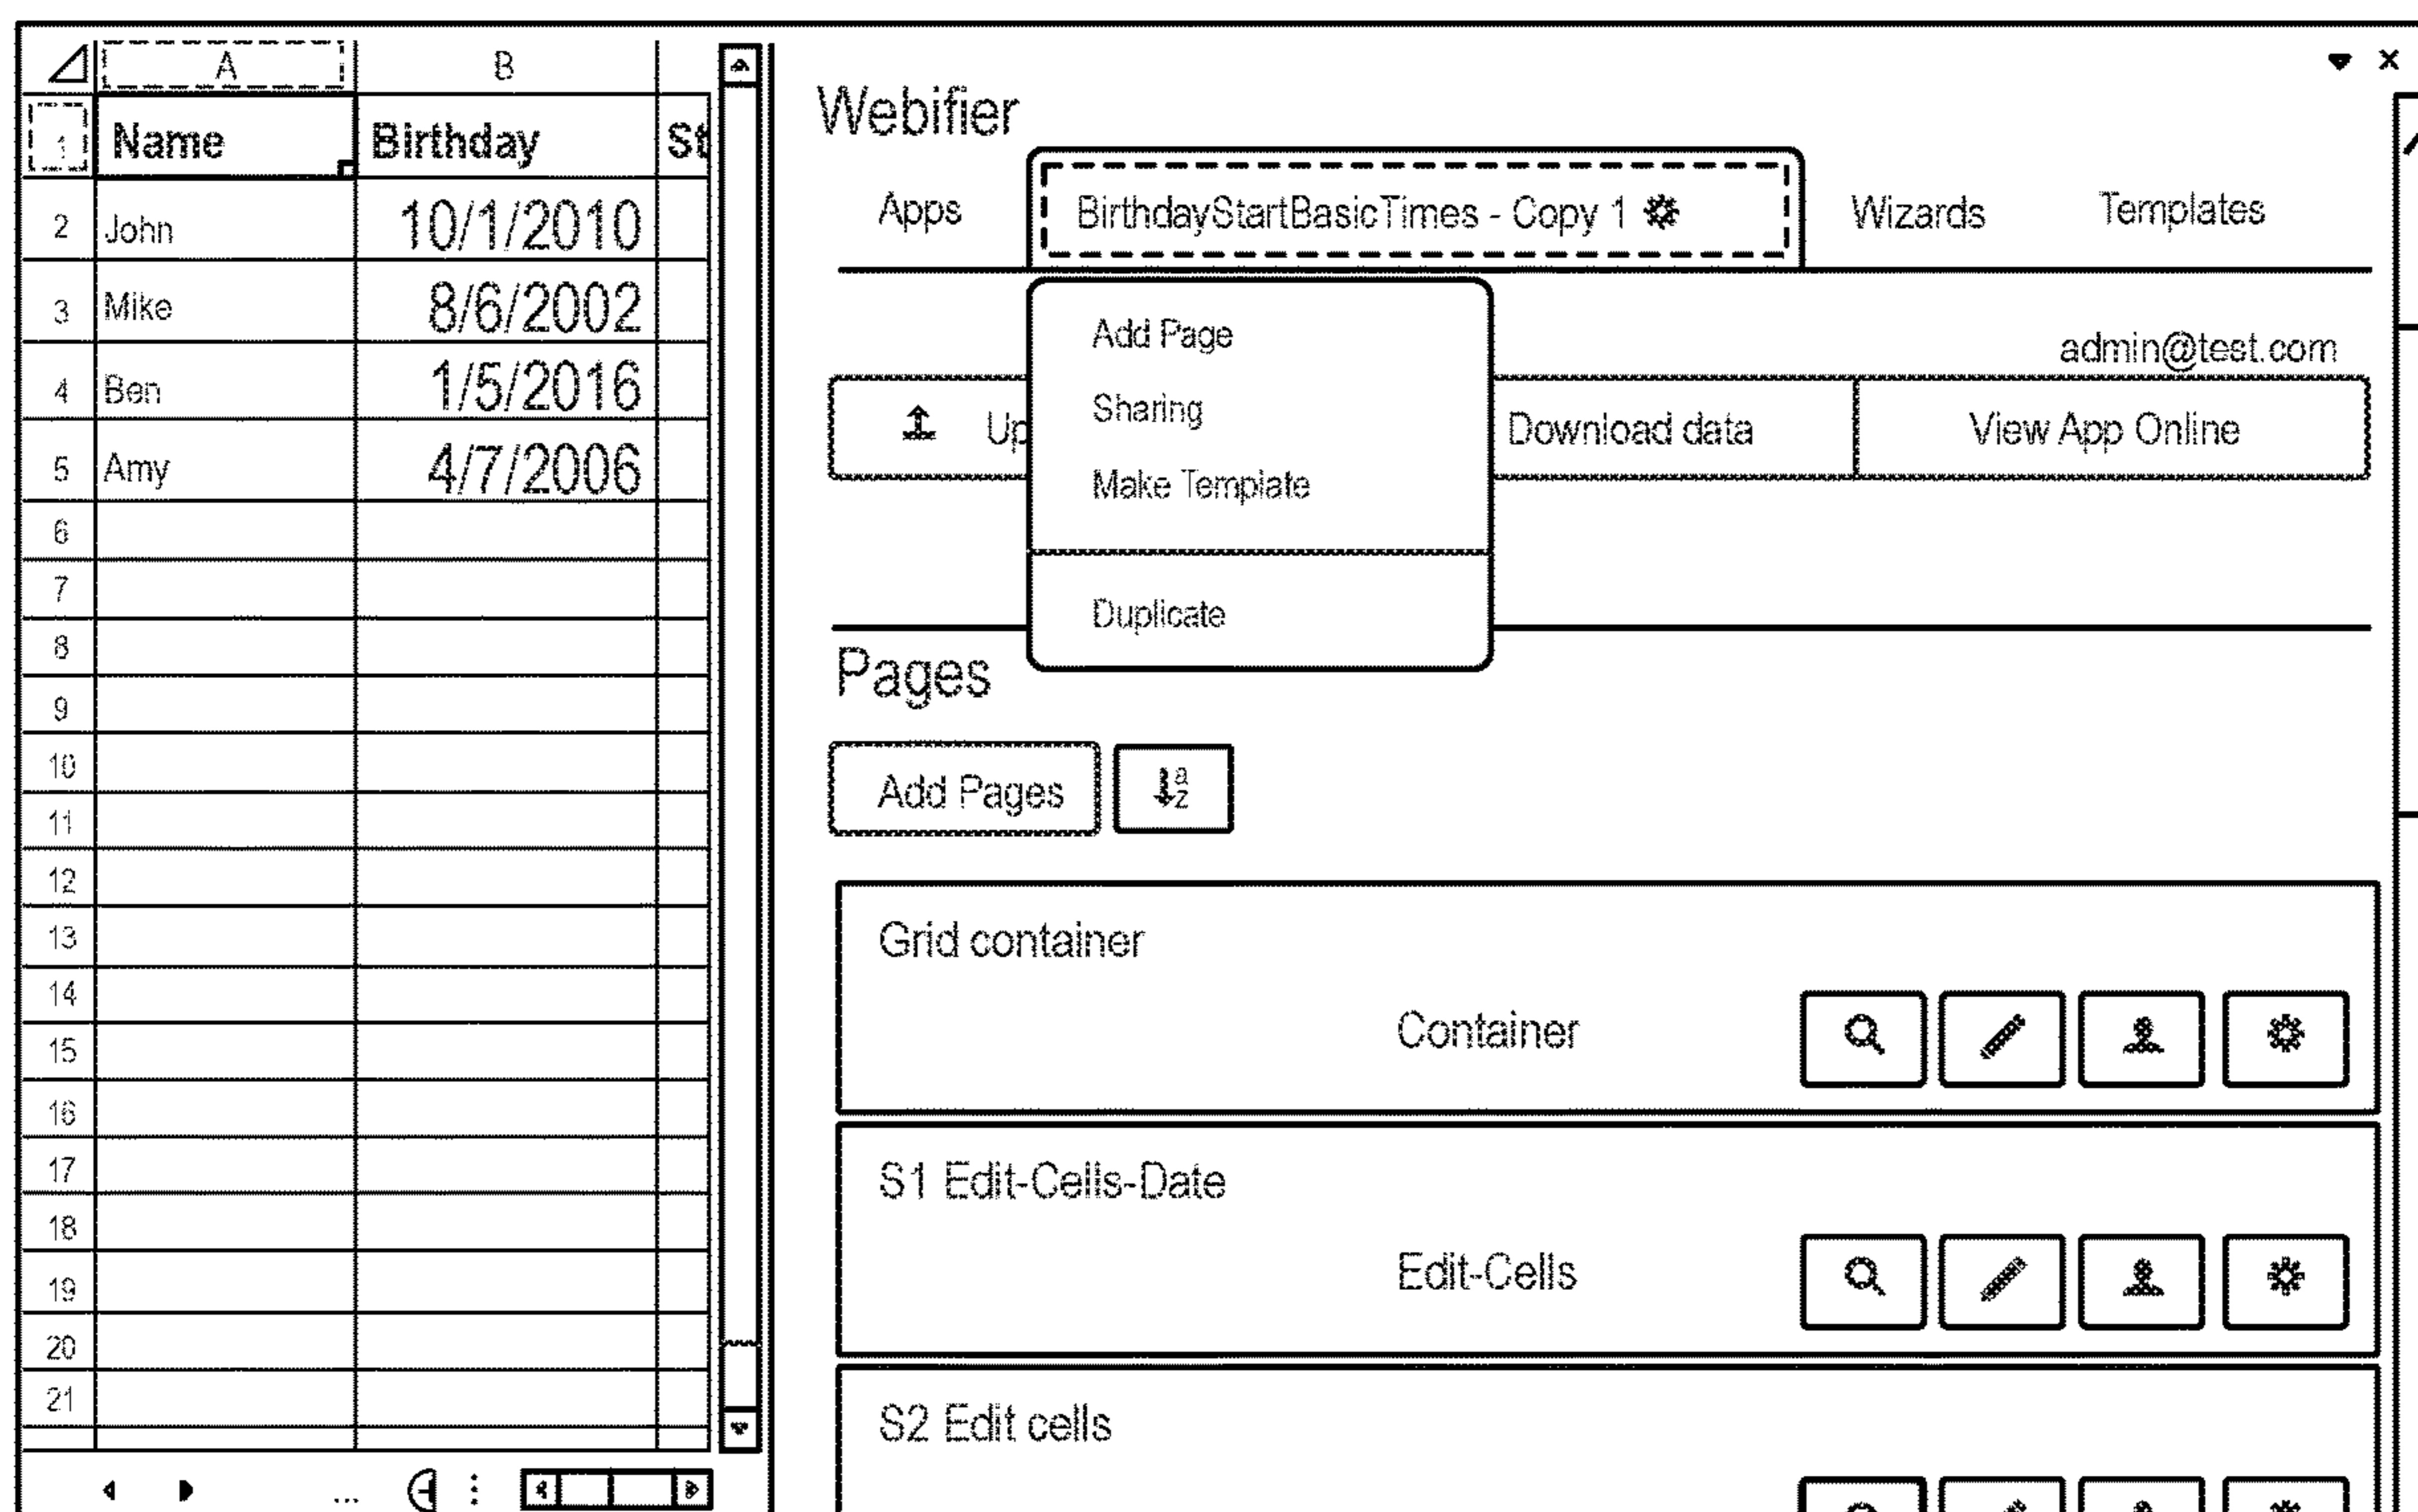 A B
1 Name Birthday St
2 John 10/1/2010
3 Mike 8/6/2002
4 Ben 1/5/2016
5 Amy 4/7/2006
6
7
8
9
10
11
12
13
14
15
16
17
18
19
20
21
...
Webifier
Apps BirthdayStartBasicTimes - Copy 1 Wizards Templates
Add Page
Sharing
Make Template
Duplicate
admin@test.com
Up Download data View App Online
Pages
Add Pages a z
Grid container
Container
S1 Edit-Cells-Date
Edit-Cells
S2 Edit cells